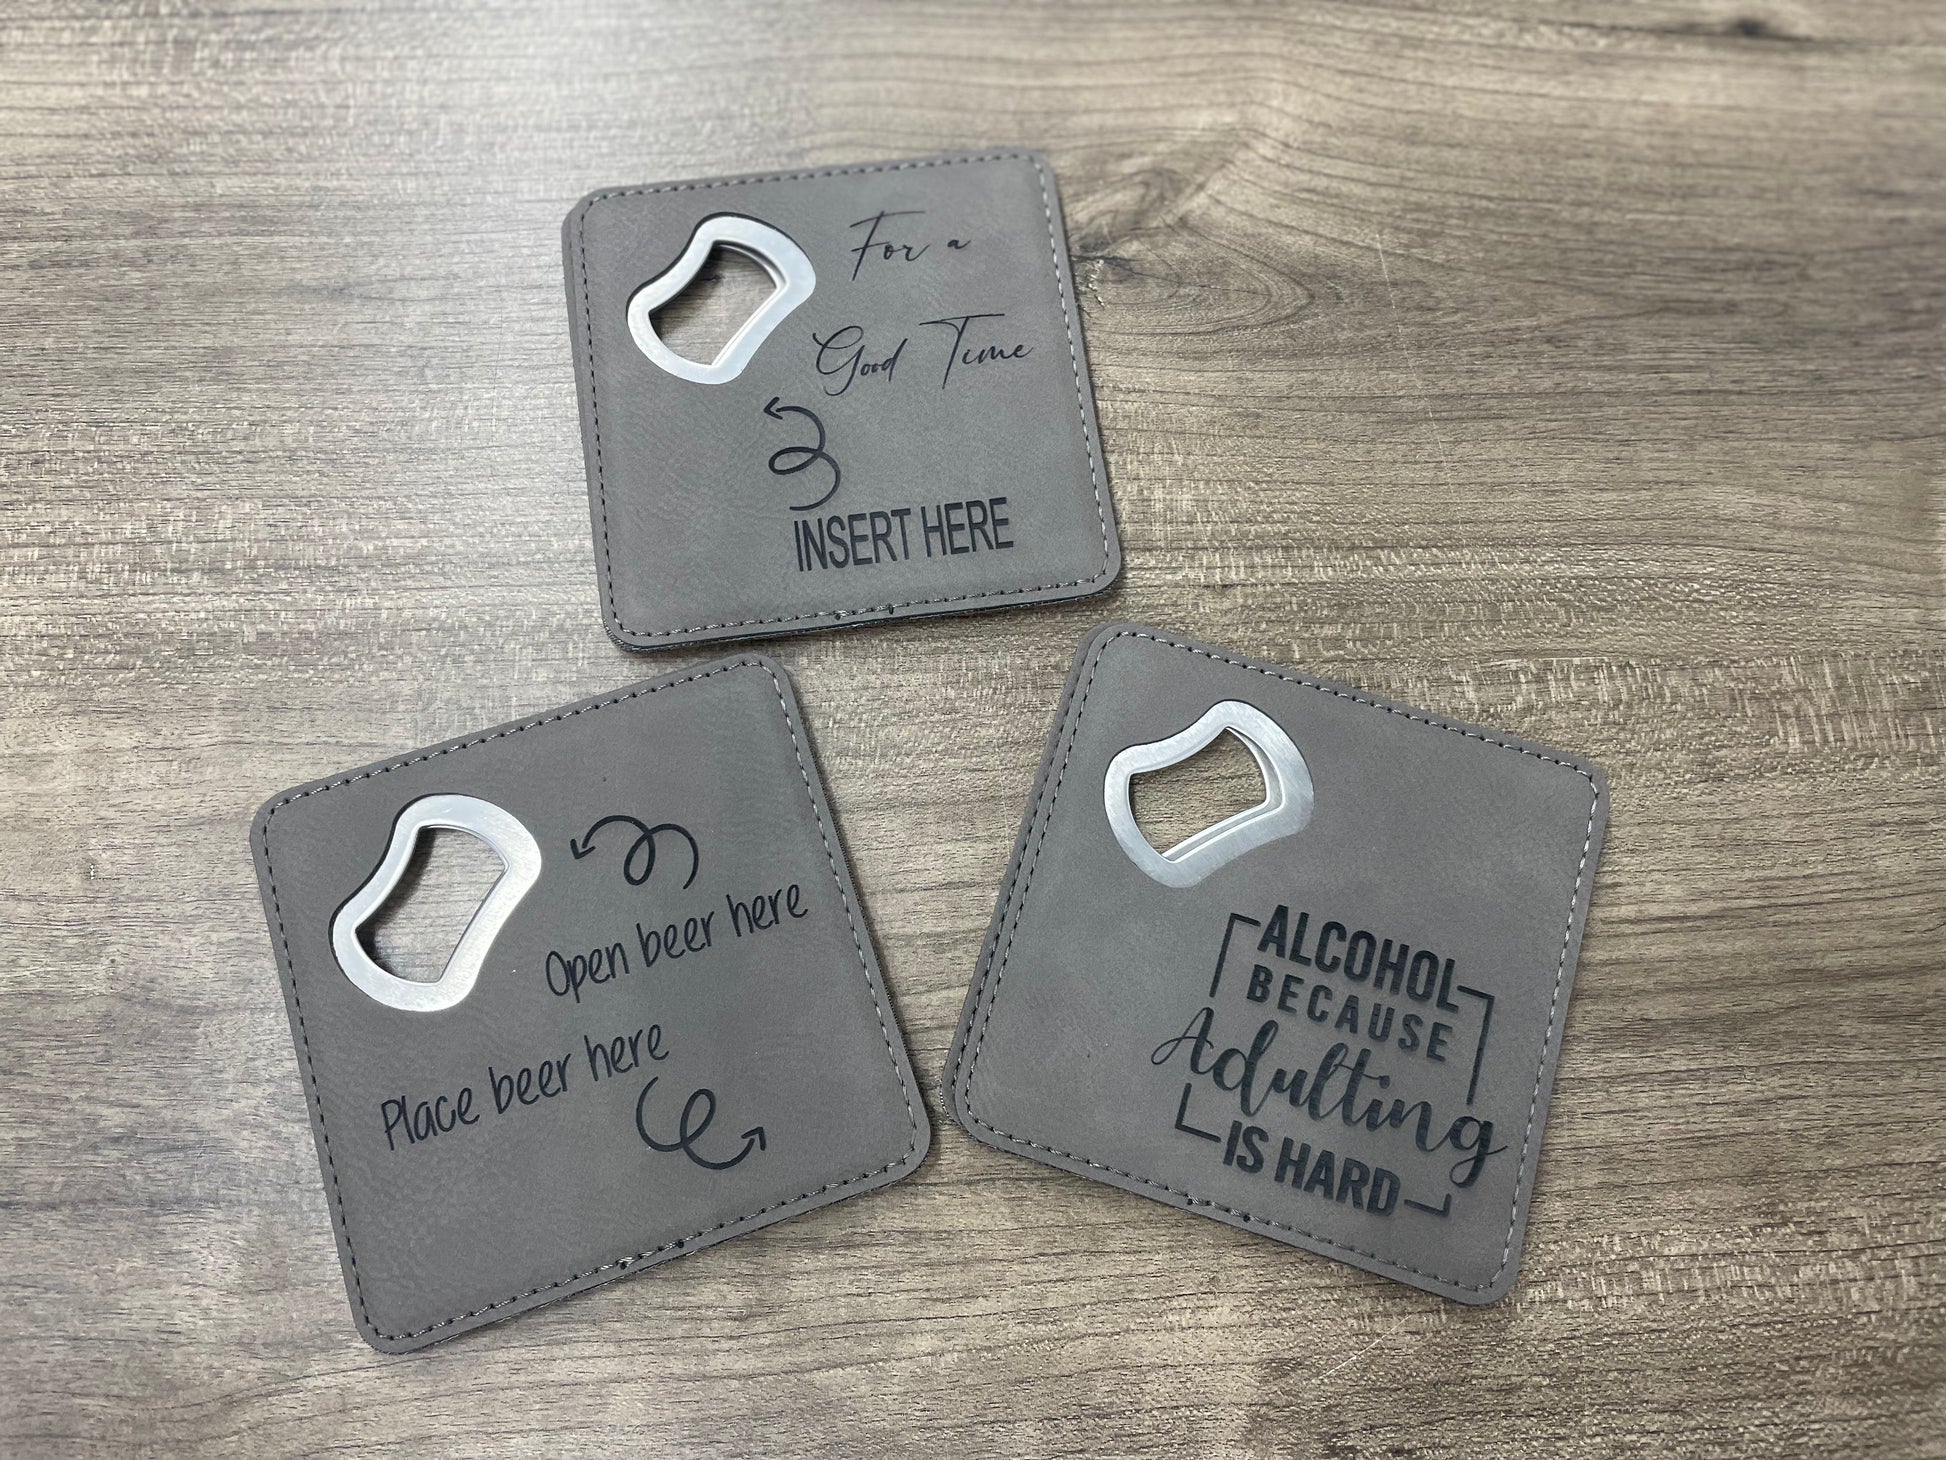 For a
Good Time
INSERT HERE
Open beer here
Place beer here
ALCOHOL
BECAUSE
Adulting
IS HARD